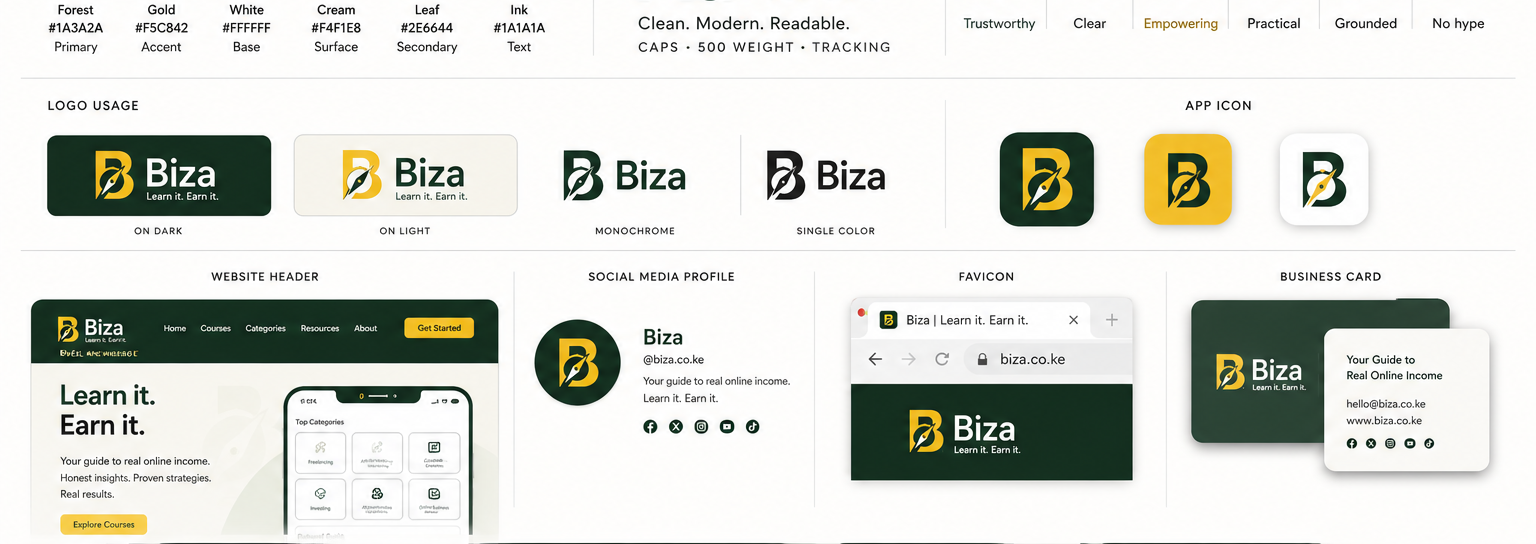 Forest
#1A3A2A
Primary
Gold
#F5C842
Accent
White
#FFFFFF
Base
Cream
#F4F1E8
Surface
Leaf
#2E6644
Secondary
Ink
#1A1A1A
Text
Clean. Modern. Readable.
CAPS • 500 WEIGHT • TRACKING
Trustworthy
Clear
Empowering
Practical
Grounded
No hype
LOGO USAGE
Biza
Learn it. Earn it.
ON DARK
Biza
Learn it. Earn it.
ON LIGHT
Biza
MONOCHROME
Biza
SINGLE COLOR
APP ICON
WEBSITE HEADER
Biza
Learn it. Earn it.
Home
Courses
Categories
Resources
About
Get Started
Learn it.
Earn it.
Your guide to real online income.
Honest insights. Proven strategies.
Real results.
Explore Courses
Top Categories
Freelancing
Investing
SOCIAL MEDIA PROFILE
Biza
@biza.co.ke
Your guide to real online income.
Learn it. Earn it.
FAVICON
Biza | Learn it. Earn it.
biza.co.ke
Biza
Learn it. Earn it.
BUSINESS CARD
Biza
Learn it. Earn it.
Your Guide to
Real Online Income
hello@biza.co.ke
www.biza.co.ke